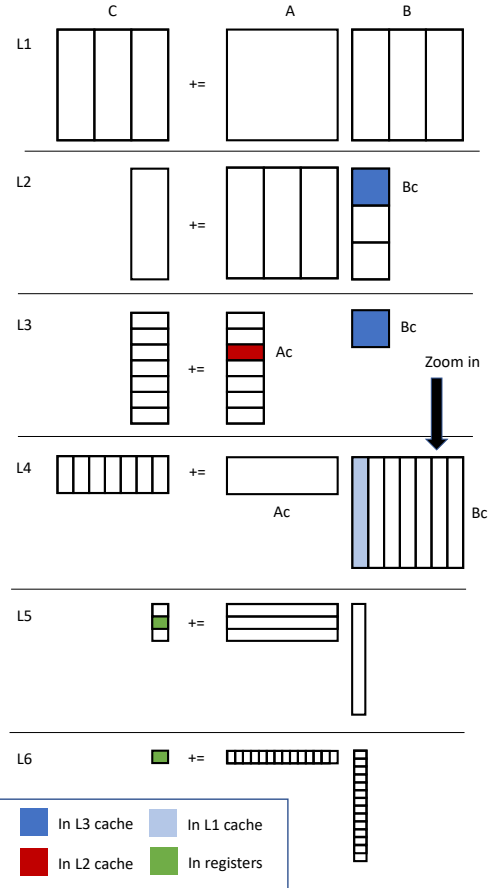 C A B
L1 +=
L2 += Bc
L3 += Ac Bc
Zoom in
L4 += Bc
Ac
L5 +=
L6 +=
In L3 cache In L1 cache
In L2 cache In registers